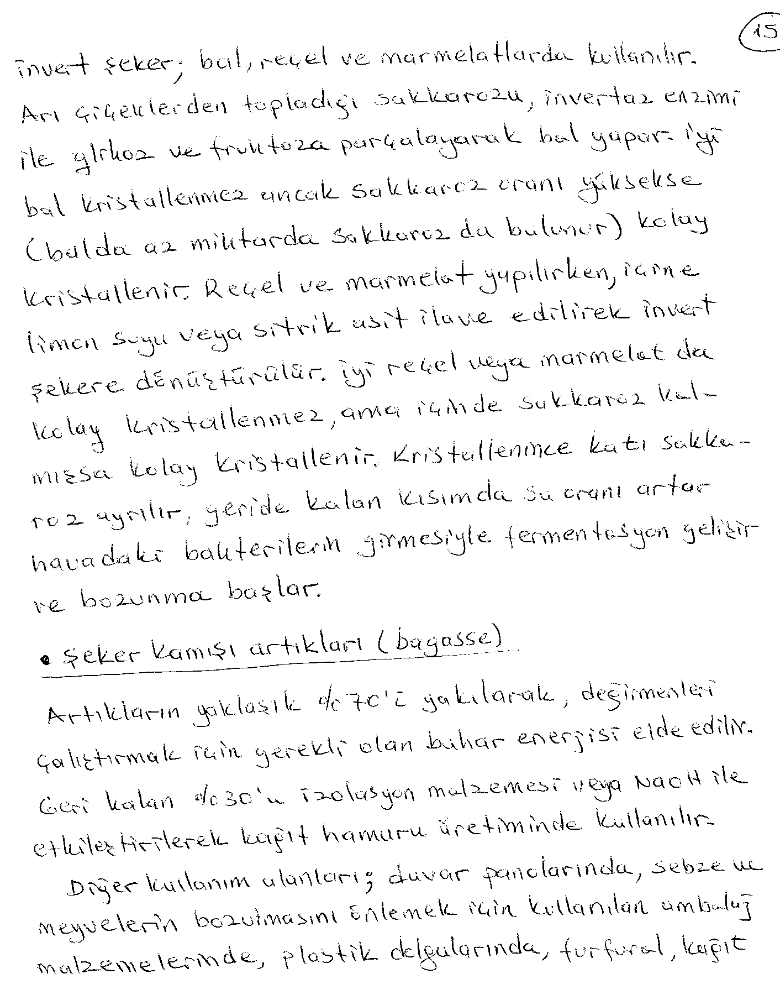 15
invert şeker; bal, reçel ve marmelatlarda kullanılır.
Arı çiçeklerden topladığı sakkarozu, invertaz enzimi
ile glikoz ve fruktoza parçalayarak bal yapar. İyi
bal kristallenmez ancak sakkaroz oranı yüksekse
(balda az miktarda sakkaroz da bulunur) kolay
kristallenir. Reçel ve marmelat yapılırken, içine
limon suyu veya sitrik asit ilave edilirek invert
şekere dönüştürülür. İyi reçel veya marmelat da
kolay kristallenmez, ama içinde sakkaroz kal-
mışsa kolay kristallenir. Kristallenince katı sakka-
roz ayrılır, geride kalan kısımda su oranı artar
havadaki bakterilerin girmesiyle fermentasyon gelişir
ve bozunma başlar.
• Şeker kamışı artıkları (bagasse)
Artıkların yaklaşık %70'i yakılarak, değirmenleri
çalıştırmak için gerekli olan buhar enerjisi elde edilir.
Geri kalan %30'u izolasyon malzemesi veya NaOH ile
etkileştirilerek kağıt hamuru üretiminde kullanılır.
Diğer kullanım alanları; duvar panolarında, sebze ve
meyvelerin bozulmasını önlemek için kullanılan ambalaj
malzemelerinde, plastik dolgularında, furfural, kağıt